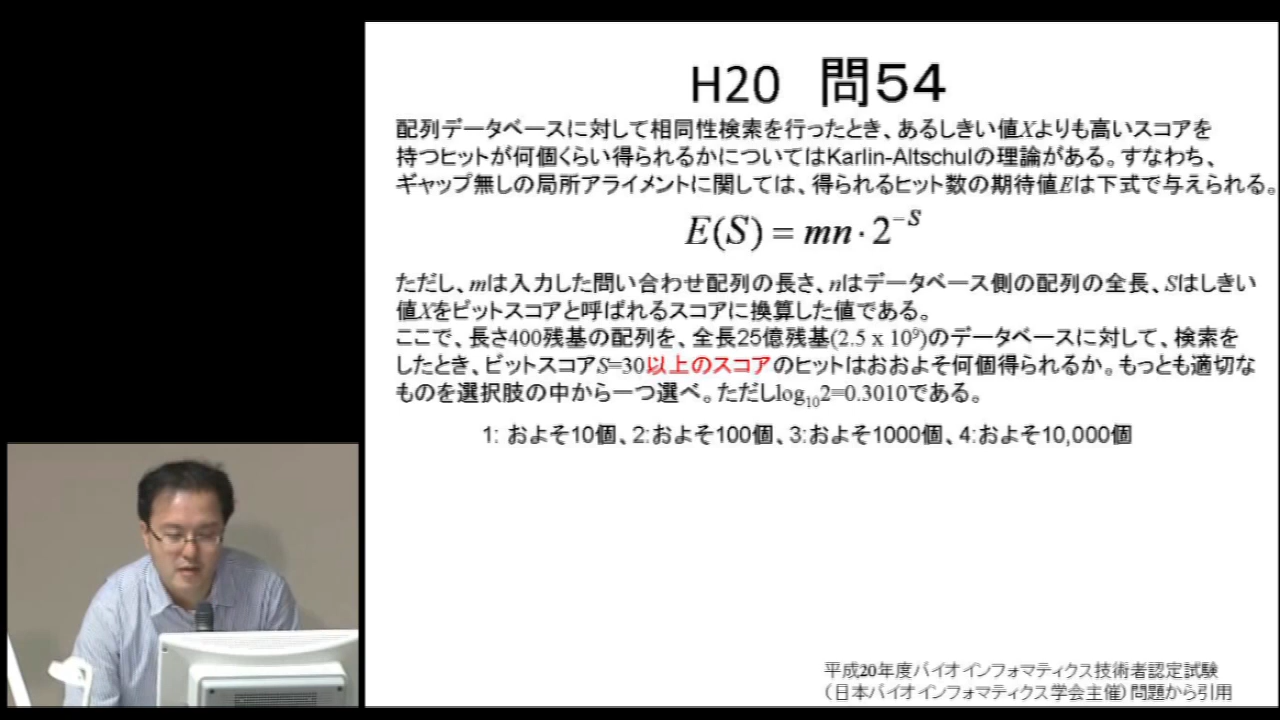 H20 問54
配列データベースに対して相同性検索を行ったとき、あるしきい値Xよりも高いスコアを
持つヒットが何個くらい得られるかについてはKarlin-Altschulの理論がある。すなわち、
ギャップ無しの局所アライメントに関しては、得られるヒット数の期待値Eは下式で与えられる。
E(S) = mn·2⁻ˢ
ただし、mは入力した問い合わせ配列の長さ、nはデータベース側の配列の全長、Sはしきい
値Xをビットスコアと呼ばれるスコアに換算した値である。
ここで、長さ400残基の配列を、全長25億残基(2.5 x 10⁹)のデータベースに対して、検索を
したとき、ビットスコアS=30以上のスコアのヒットはおおよそ何個得られるか。もっとも適切な
ものを選択肢の中から一つ選べ。ただしlog₁₀2=0.3010である。
1: およそ10個、2:およそ100個、3:およそ1000個、4:およそ10,000個
平成20年度バイオインフォマティクス技術者認定試験
（日本バイオインフォマティクス学会主催）問題から引用